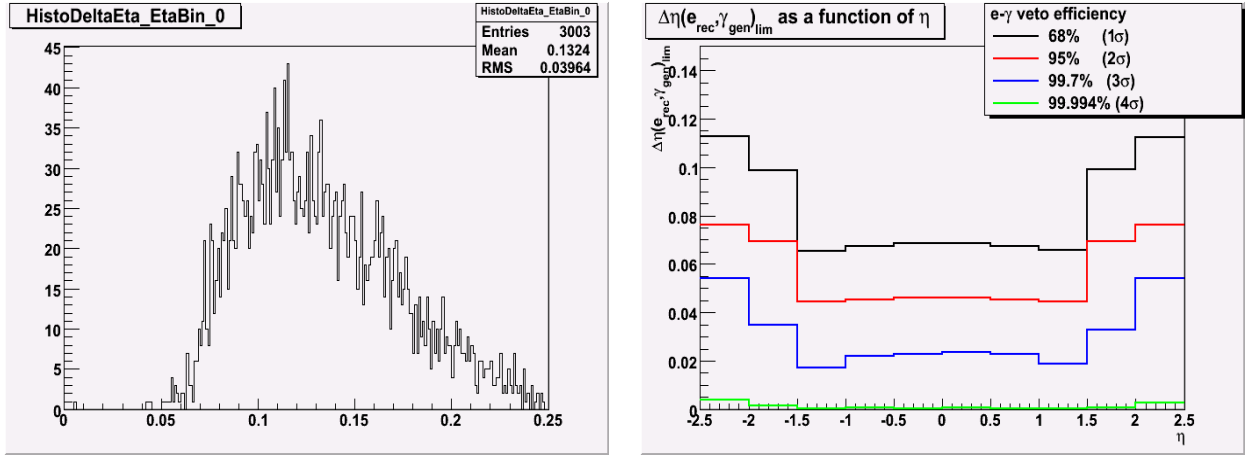 HistoDeltaEta_EtaBin_0
HistoDeltaEta_EtaBin_0
Entries 3003
Mean 0.1324
RMS 0.03964
45
40
35
30
25
20
15
10
5
0
0 0.05 0.1 0.15 0.2 0.25
Δη(e_rec,γ_gen)_lim as a function of η
e-γ veto efficiency
68% (1σ)
95% (2σ)
99.7% (3σ)
99.994% (4σ)
Δη(e_rec,γ_gen)_lim
0.14
0.12
0.1
0.08
0.06
0.04
0.02
0
-2.5 -2 -1.5 -1 -0.5 0 0.5 1 1.5 2 2.5
η